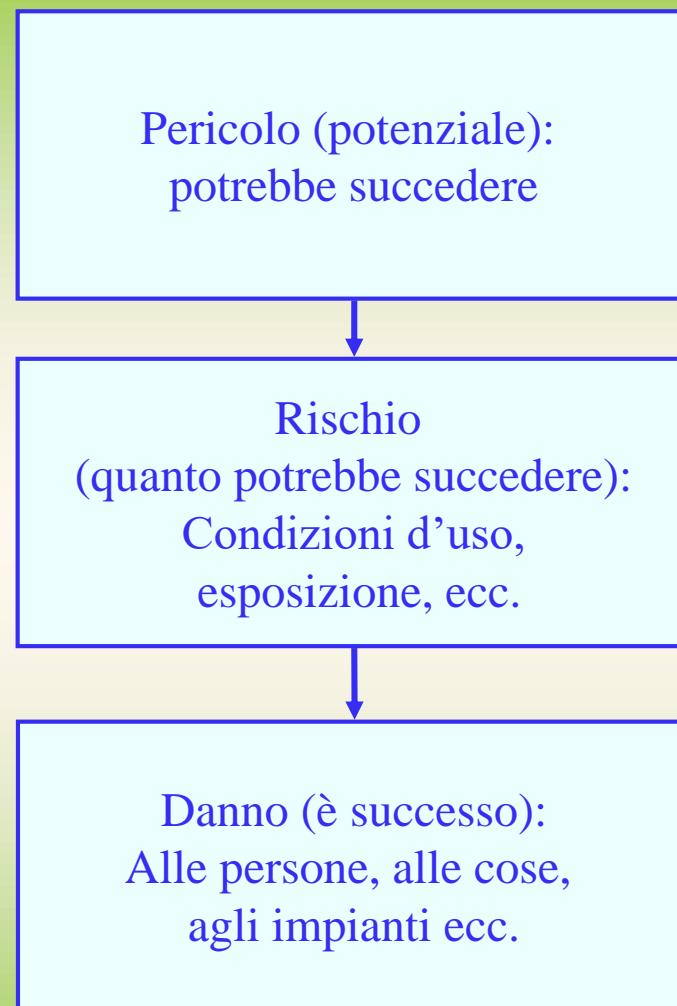 Pericolo (potenziale):
potrebbe succedere
Rischio
(quanto potrebbe succedere):
Condizioni d’uso,
esposizione, ecc.
Danno (è successo):
Alle persone, alle cose,
agli impianti ecc.